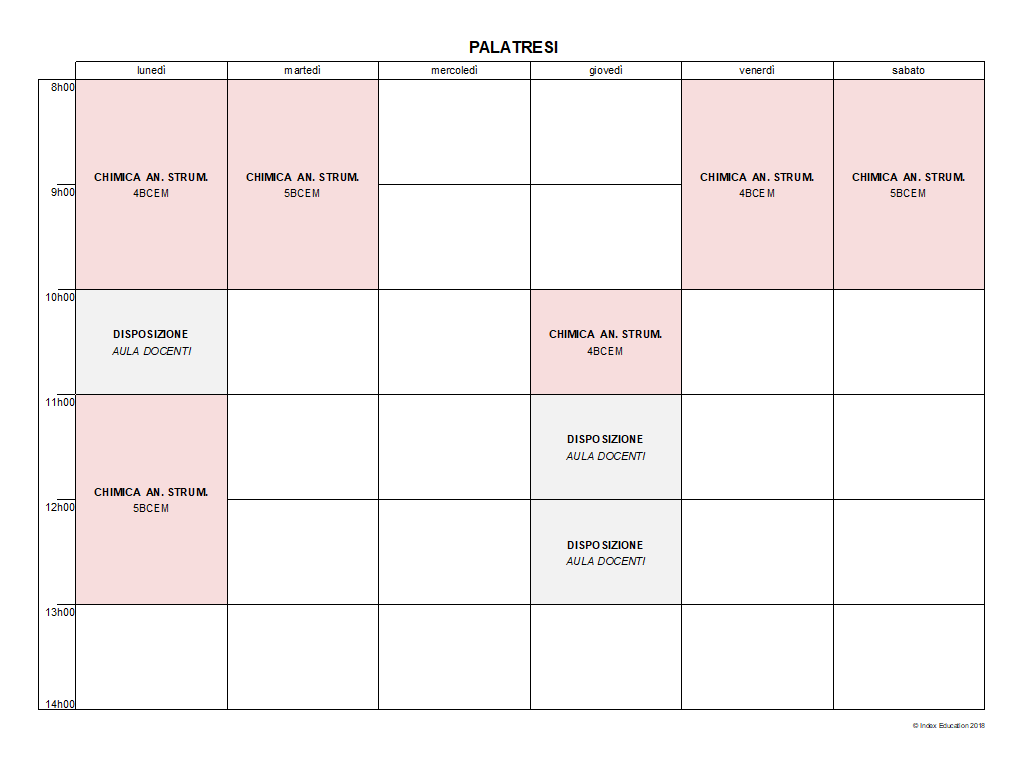 PALATRESI
lunedì martedì mercoledì giovedì venerdì sabato
8h00
CHIMICA AN. STRUM. CHIMICA AN. STRUM. CHIMICA AN. STRUM. CHIMICA AN. STRUM.
9h00 4BCEM 5BCEM 4BCEM 5BCEM
10h00
DISPOSIZIONE CHIMICA AN. STRUM.
AULA DOCENTI 4BCEM
11h00
DISPOSIZIONE
AULA DOCENTI
CHIMICA AN. STRUM.
12h00 5BCEM
DISPOSIZIONE
AULA DOCENTI
13h00
14h00
© Index Education 2018